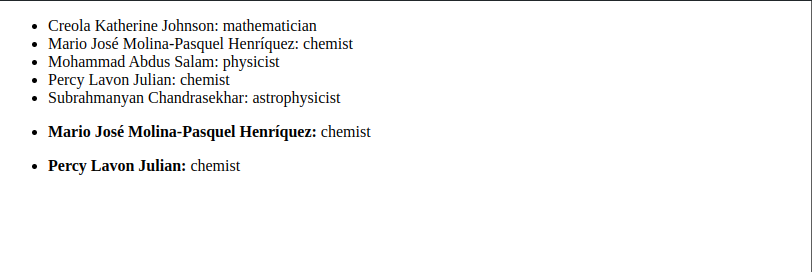 Creola Katherine Johnson: mathematician
Mario José Molina-Pasquel Henríquez: chemist
Mohammad Abdus Salam: physicist
Percy Lavon Julian: chemist
Subrahmanyan Chandrasekhar: astrophysicist
Mario José Molina-Pasquel Henríquez: chemist
Percy Lavon Julian: chemist